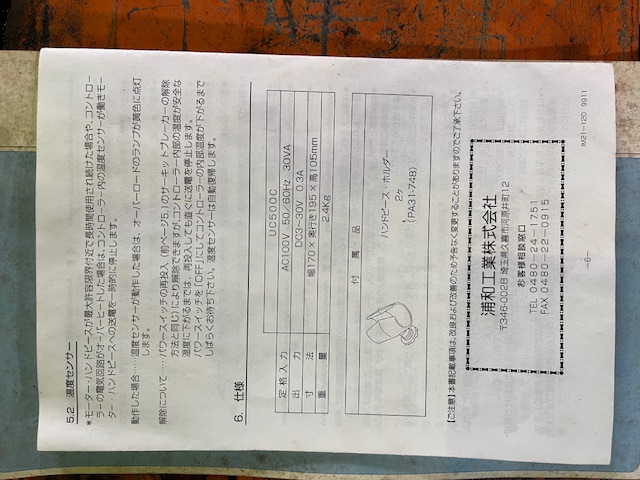 5.2 温度センサー
*モーター・ハンドピースが最大許容限界付近で長時間使用され続けた場合や、コントロー
ラーの電気回路がオーバーヒートした場合は、コントローラー内の温度センサーが働きモー
ター・ハンドピースへの送電を一時的に停止します。
動作した場合…温度センサーが動作した場合は、オーバーロードのランプが黄色に点灯
します。
解除について…パワースイッチの再投入（前ページ5.1のサーキットブレーカーの解除
方法と同じ）により解除できますが、コントローラー内部の温度が安全な
温度に下がるまでは、再投入しても直ぐに送電を停止します。
パワースイッチを「OFF」にしてコントローラーの内部温度が下がるまで
しばらくお待ち下さい。温度センサーは自動復帰します。
6. 仕様
UC500C
定格入力 AC100V 50/60Hz 30VA
出力 DC3~30V 0.3A
寸法 幅170×奥行き195×高105mm
重量 2.4Kg
付属品
ハンドピース・ホルダー
2ヶ
(PA31-748)
【ご注意】本書記載事項は、改良および改善のため予告なく変更することがありますのでご了承下さい。
浦和工業株式会社
〒346-0028 埼玉県久喜市河原井町12
お客様相談窓口
TEL 0480-24-1751
FAX 0480-22-0915
-6-
IM21-120 9911